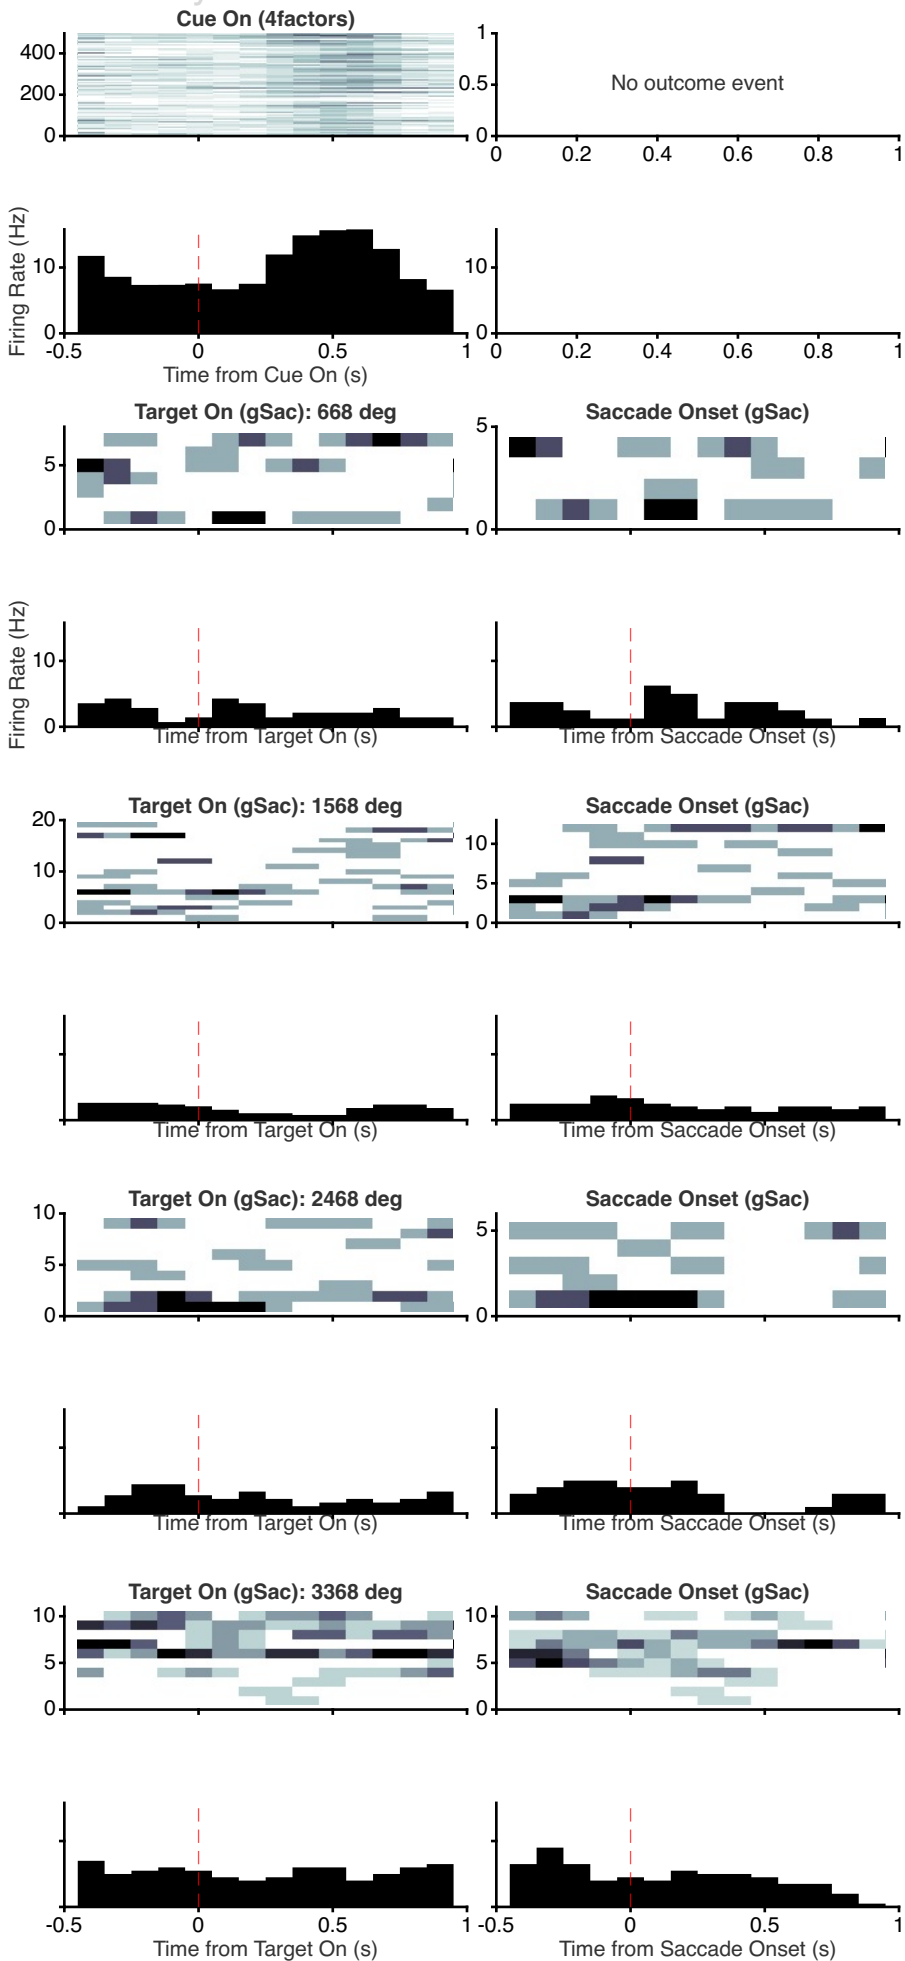 Cue On (4factors)
400
200
0
1
0.5
0
No outcome event
0 0.2 0.4 0.6 0.8 1
Firing Rate (Hz)
10
0
-0.5 0 0.5 1
Time from Cue On (s)
10
0
0 0.2 0.4 0.6 0.8 1
Target On (gSac): 668 deg
5
0
Saccade Onset (gSac)
5
0
Firing Rate (Hz)
10
0
Time from Target On (s)
Time from Saccade Onset (s)
Target On (gSac): 1568 deg
20
10
0
Saccade Onset (gSac)
10
5
0
Time from Target On (s)
Time from Saccade Onset (s)
Target On (gSac): 2468 deg
10
5
0
Saccade Onset (gSac)
5
0
Time from Target On (s)
Time from Saccade Onset (s)
Target On (gSac): 3368 deg
10
5
0
Saccade Onset (gSac)
10
5
0
-0.5 0 0.5 1
Time from Target On (s)
-0.5 0 0.5 1
Time from Saccade Onset (s)